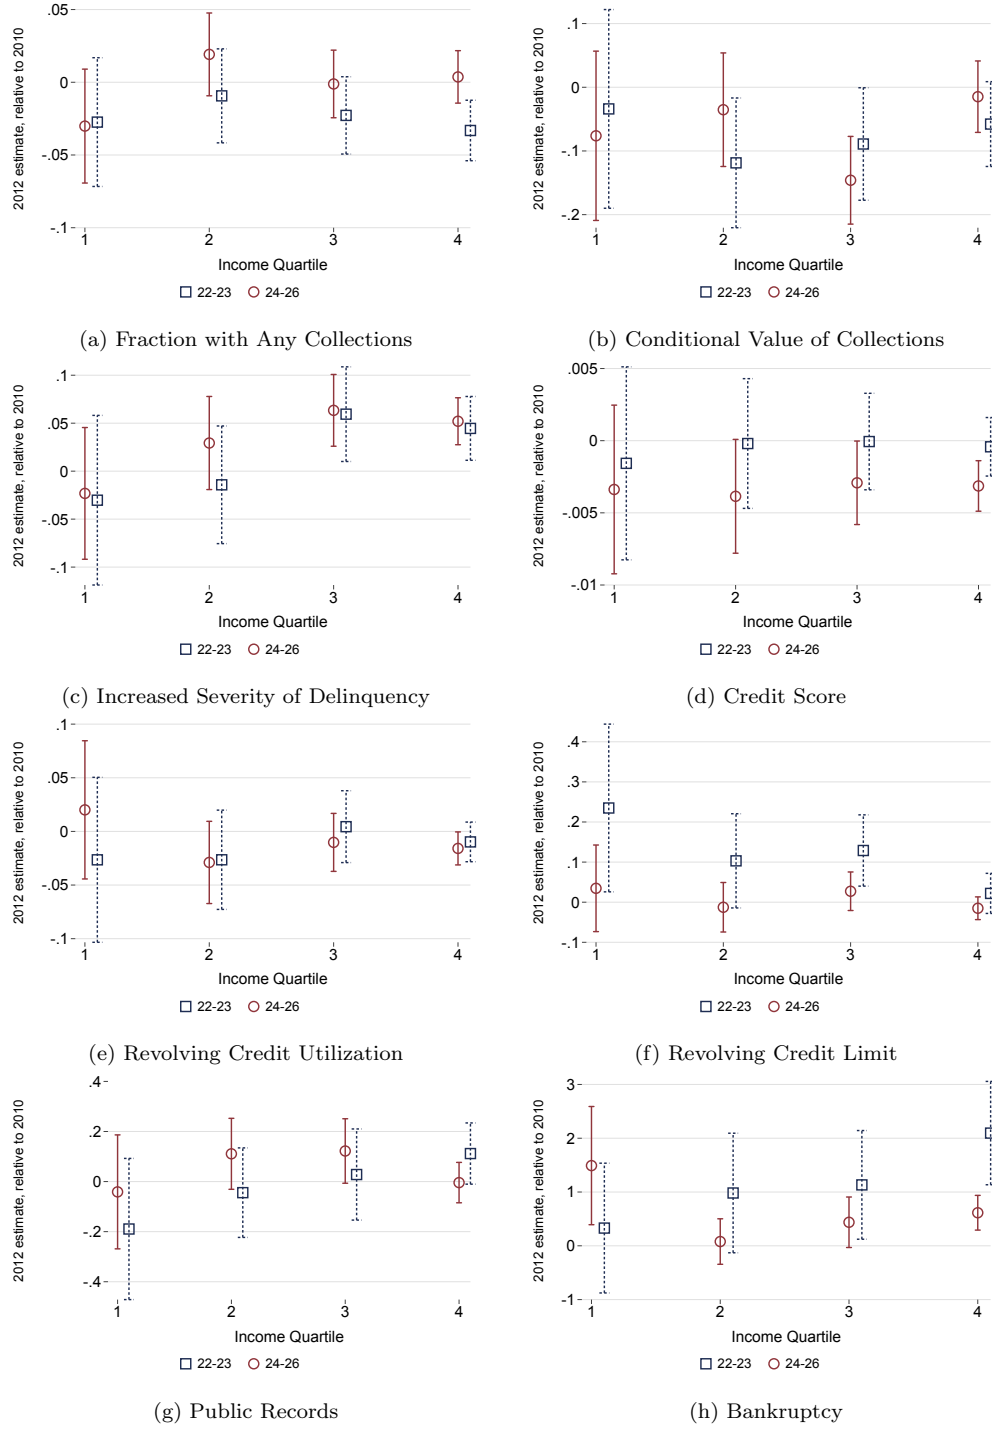 2012 estimate, relative to 2010
.05
0
-.05
-.1
1 2 3 4
Income Quartile
22-23 24-26
(a) Fraction with Any Collections
2012 estimate, relative to 2010
.1
0
-.1
-.2
1 2 3 4
Income Quartile
22-23 24-26
(b) Conditional Value of Collections
2012 estimate, relative to 2010
.1
.05
0
-.05
-.1
1 2 3 4
Income Quartile
22-23 24-26
(c) Increased Severity of Delinquency
2012 estimate, relative to 2010
.005
0
-.005
-.01
1 2 3 4
Income Quartile
22-23 24-26
(d) Credit Score
2012 estimate, relative to 2010
.1
.05
0
-.05
-.1
1 2 3 4
Income Quartile
22-23 24-26
(e) Revolving Credit Utilization
2012 estimate, relative to 2010
.4
.3
.2
.1
0
-.1
1 2 3 4
Income Quartile
22-23 24-26
(f) Revolving Credit Limit
2012 estimate, relative to 2010
.4
.2
0
-.2
-.4
1 2 3 4
Income Quartile
22-23 24-26
(g) Public Records
2012 estimate, relative to 2010
3
2
1
0
-1
1 2 3 4
Income Quartile
22-23 24-26
(h) Bankruptcy